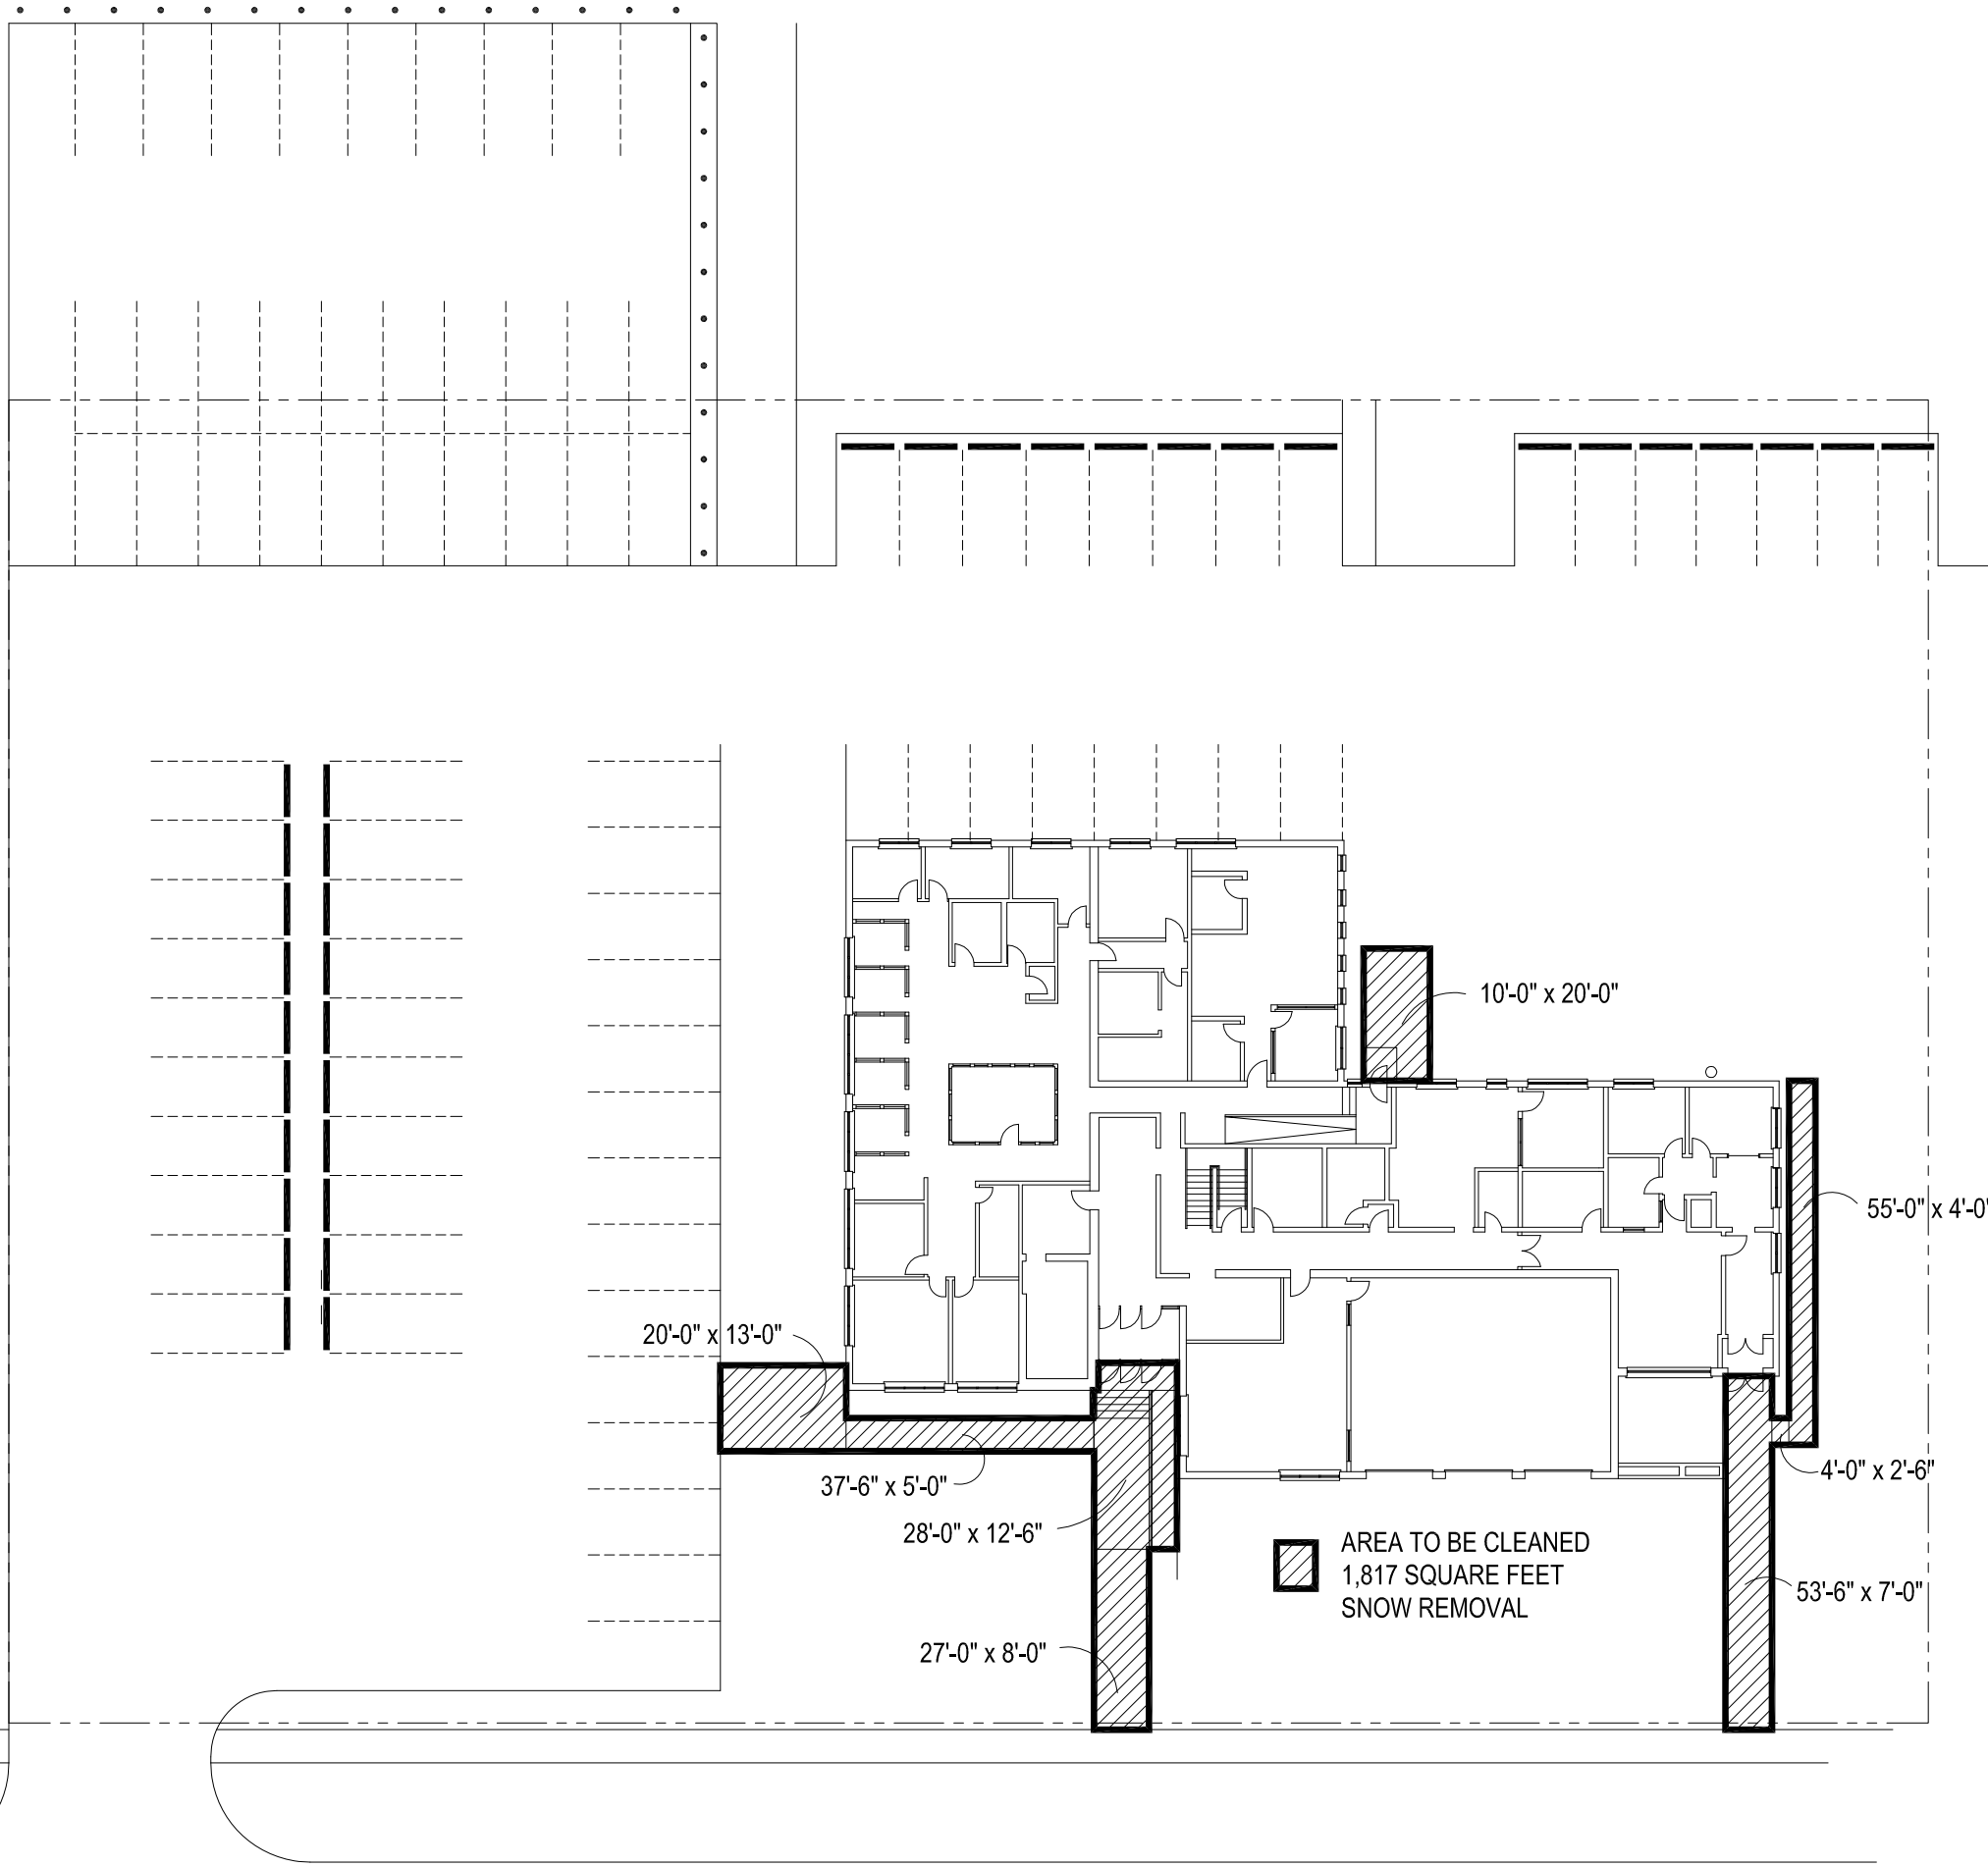 10'-0" x 20'-0"
55'-0" x 4'-0"
20'-0" x 13'-0"
37'-6" x 5'-0"
4'-0" x 2'-6"
28'-0" x 12'-6"
AREA TO BE CLEANED
1,817 SQUARE FEET
SNOW REMOVAL
53'-6" x 7'-0"
27'-0" x 8'-0"